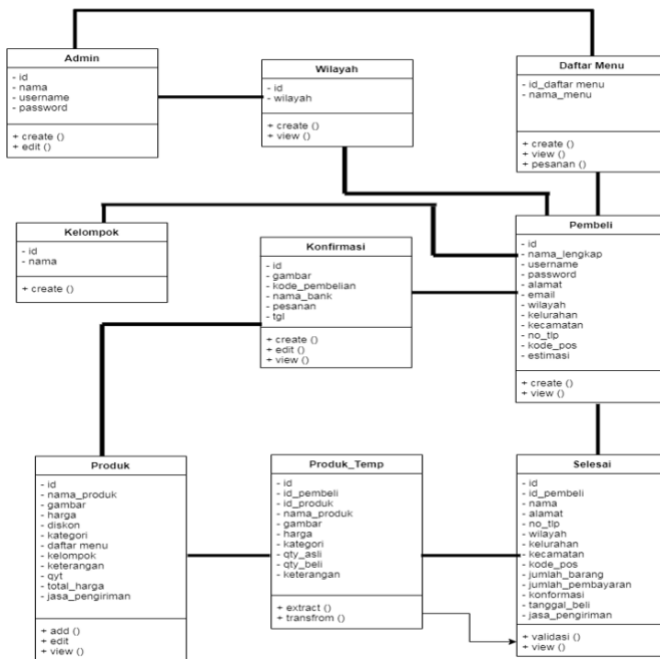 Admin
- id
- nama
- username
- password
+ create ()
+ edit ()
Wilayah
- id
- wilayah
+ create ()
+ view ()
Daftar Menu
- id_daftar menu
- nama_menu
+ create ()
+ view ()
+ pesanan ()
Kelompok
- id
- nama
+ create ()
Konfirmasi
- id
- gambar
- kode_pembelian
- nama_bank
- pesanan
- tgl
+ create ()
+ edit ()
+ view ()
Pembeli
- id
- nama_lengkap
- username
- password
- alamat
- email
- wilayah
- kelurahan
- kecamatan
- no_tlp
- kode_pos
- estimasi
+ create ()
+ view ()
Produk
- id
- nama_produk
- gambar
- harga
- diskon
- kategori
- daftar menu
- kelompok
- keterangan
- qyt
- total_harga
- jasa_pengiriman
+ add ()
+ edit
+ view ()
Produk_Temp
- id
- id_pembeli
- id_produk
- nama_produk
- gambar
- harga
- kategori
- qty_asli
- qty_beli
- keterangan
+ extract ()
+ transfrom ()
Selesai
- id
- id_pembeli
- nama
- alamat
- no_tlp
- wilayah
- kelurahan
- kecamatan
- kode_pos
- jumlah_barang
- jumlah_pembayaran
- konformasi
- tanggal_beli
- jasa_pengiriman
+ validasi ()
+ view ()